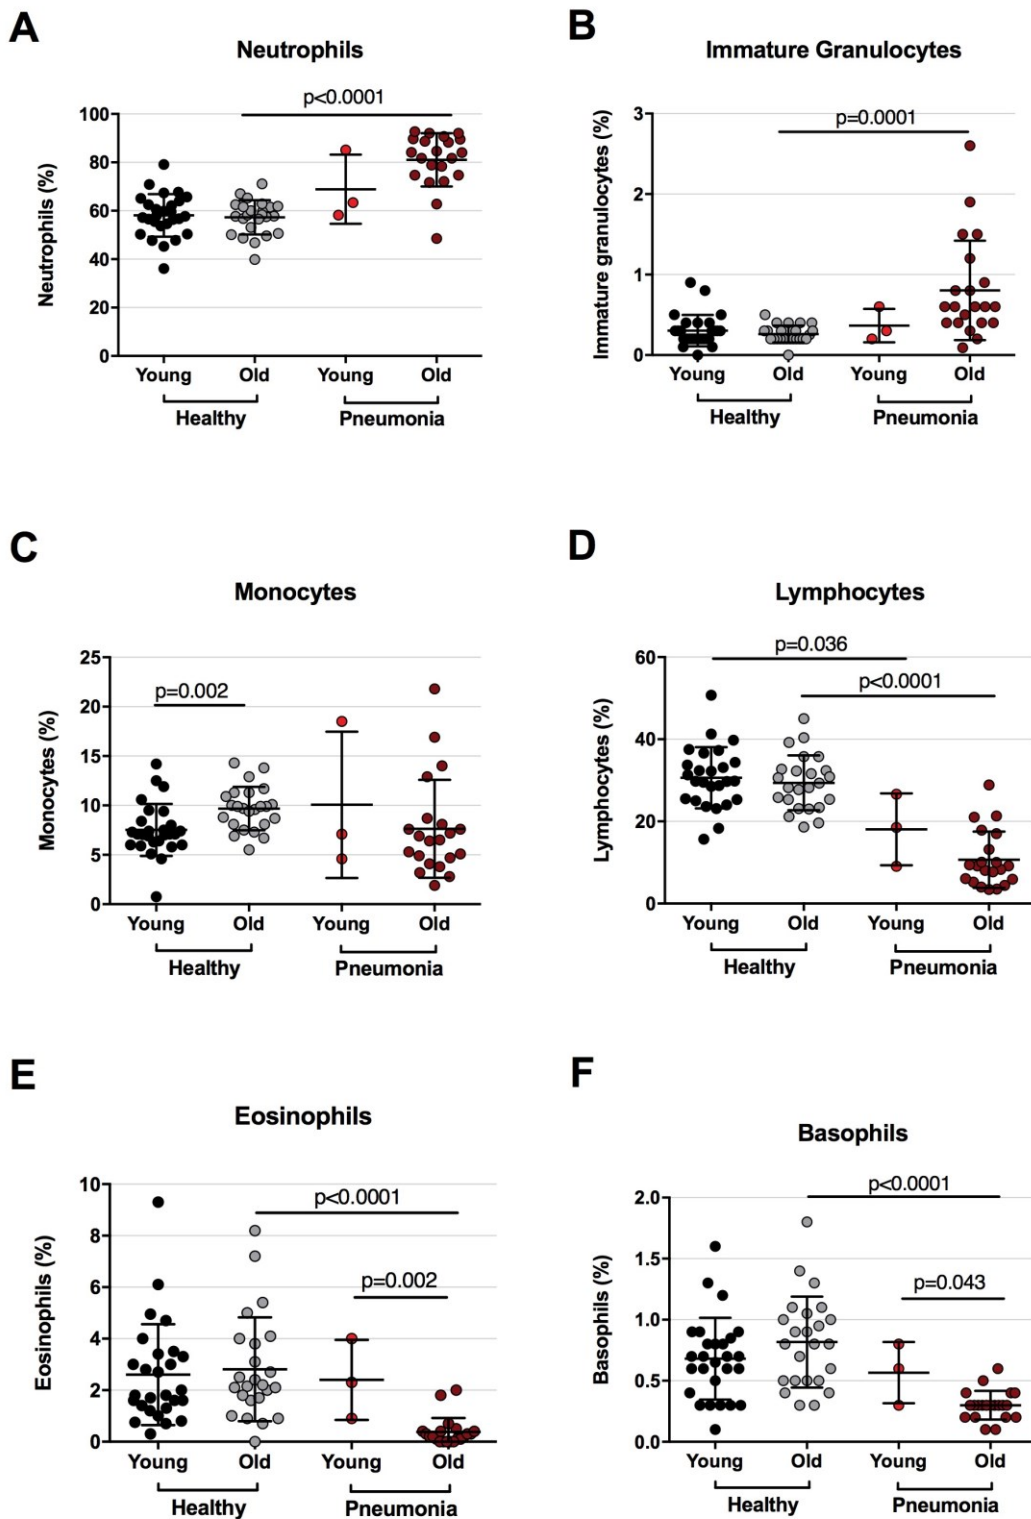 A
Neutrophils
p<0.0001
100
80
60
40
20
0
Neutrophils (%)
Young Old Young Old
Healthy Pneumonia
B
Immature Granulocytes
p=0.0001
3
2
1
0
Immature granulocytes (%)
Young Old Young Old
Healthy Pneumonia
C
Monocytes
p=0.002
25
20
15
10
5
0
Monocytes (%)
Young Old Young Old
Healthy Pneumonia
D
Lymphocytes
p=0.036
p<0.0001
60
40
20
0
Lymphocytes (%)
Young Old Young Old
Healthy Pneumonia
E
Eosinophils
p<0.0001
p=0.002
10
8
6
4
2
0
Eosinophils (%)
Young Old Young Old
Healthy Pneumonia
F
Basophils
p<0.0001
p=0.043
2.0
1.5
1.0
0.5
0.0
Basophils (%)
Young Old Young Old
Healthy Pneumonia